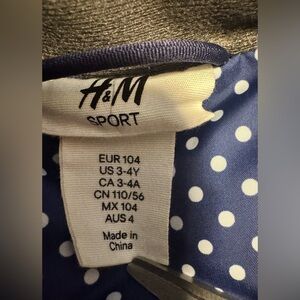 H&M
SPORT
EUR 104
US 3-4Y
CA 3-4A
CN 110/56
MX 104
AUS 4
Made in
China